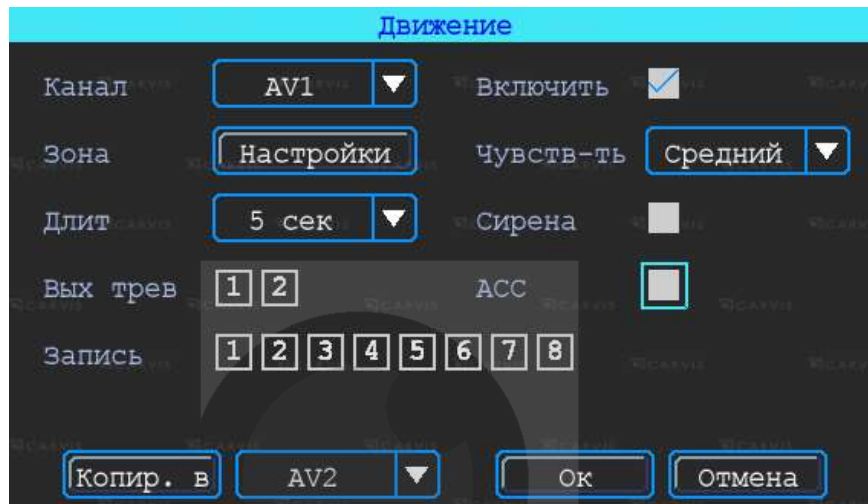 Движение
Канал AV1 Включить
Зона Настройки Чувств-ть Средний
Длит 5 сек Сирена
Вых трев 1 2 ACC
Запись 1 2 3 4 5 6 7 8
Копир. в AV2 Ок Отмена